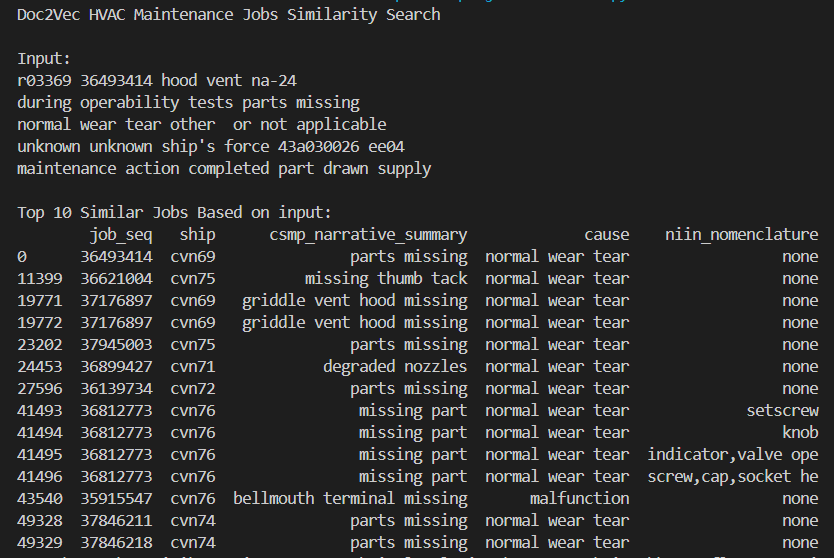 Doc2Vec HVAC Maintenance Jobs Similarity Search
Input:
r03369 36493414 hood vent na-24
during operability tests parts missing
normal wear tear other  or not applicable
unknown unknown ship's force 43a030026 ee04
maintenance action completed part drawn supply
Top 10 Similar Jobs Based on input:
job_seq ship csmp_narrative_summary cause niin_nomenclature
0 36493414 cvn69 parts missing normal wear tear none
11399 36621004 cvn75 missing thumb tack normal wear tear none
19771 37176897 cvn69 griddle vent hood missing normal wear tear none
19772 37176897 cvn69 griddle vent hood missing normal wear tear none
23202 37945003 cvn75 parts missing normal wear tear none
24453 36899427 cvn71 degraded nozzles normal wear tear none
27596 36139734 cvn72 parts missing normal wear tear none
41493 36812773 cvn76 missing part normal wear tear setscrew
41494 36812773 cvn76 missing part normal wear tear knob
41495 36812773 cvn76 missing part normal wear tear indicator,valve ope
41496 36812773 cvn76 missing part normal wear tear screw,cap,socket he
43540 35915547 cvn76 bellmouth terminal missing malfunction none
49328 37846211 cvn74 parts missing normal wear tear none
49329 37846218 cvn74 parts missing normal wear tear none